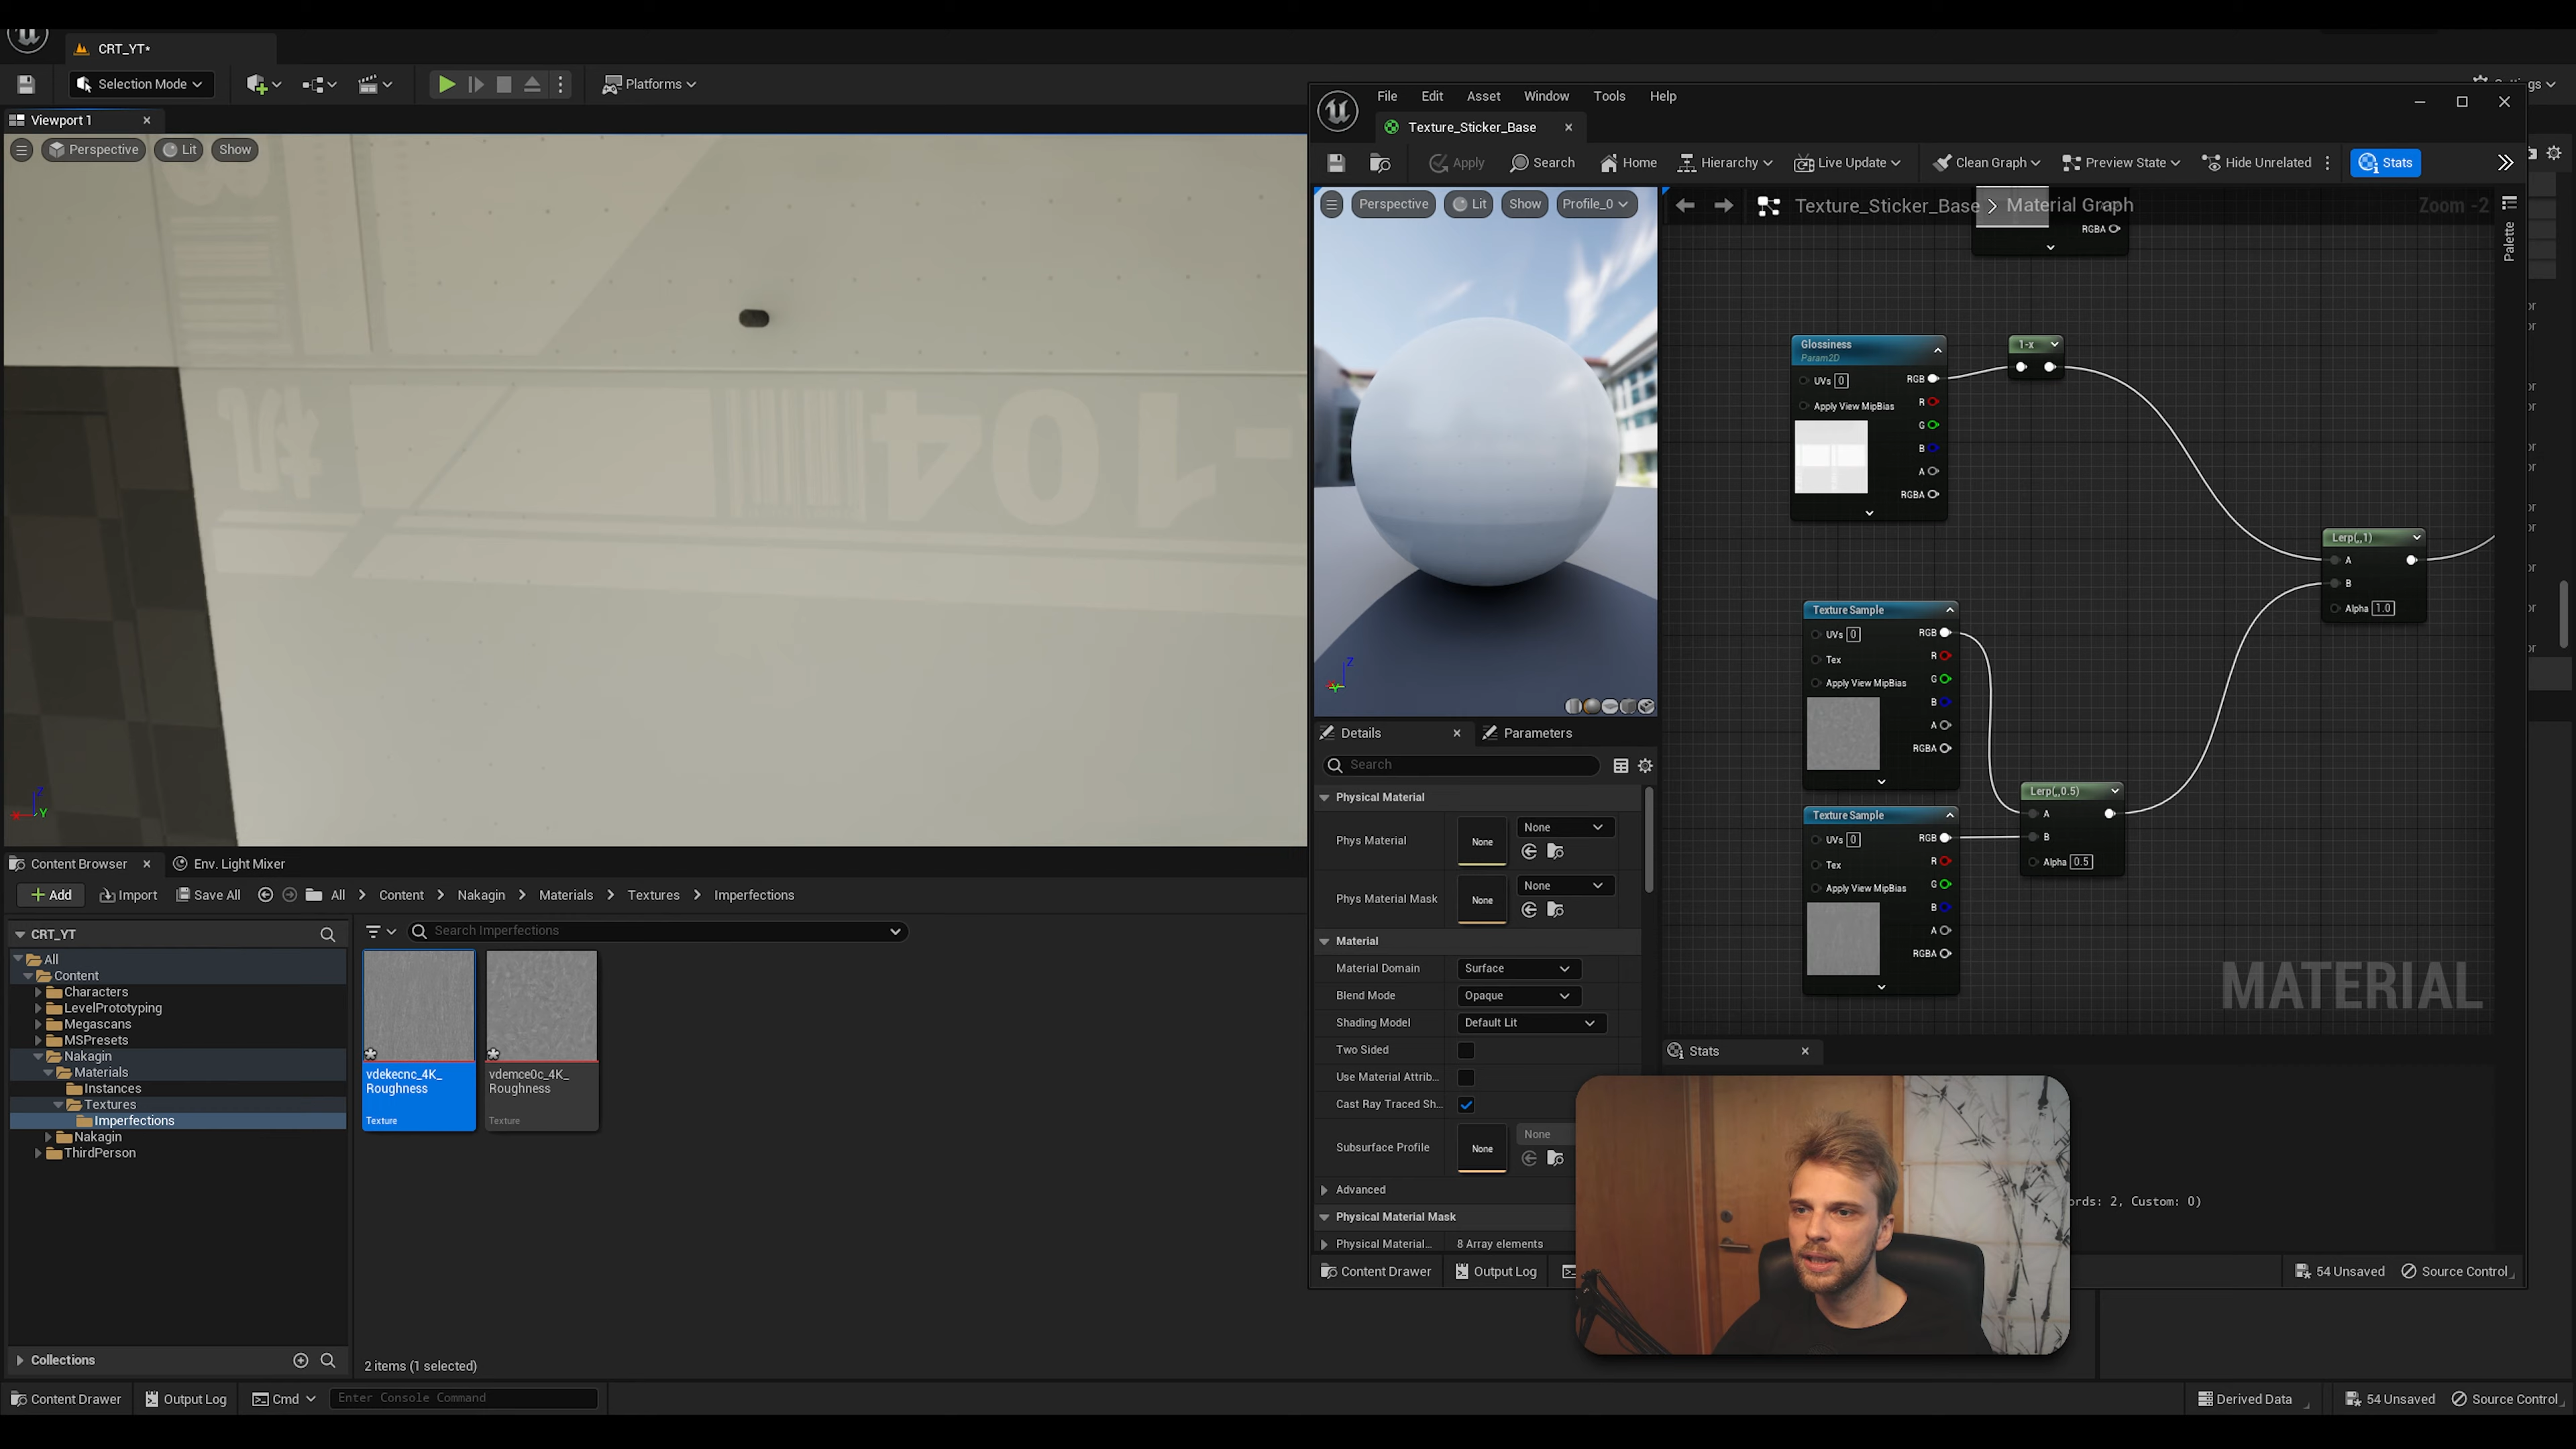 CRT_YT*
Selection Mode
Platforms
Viewport 1
Perspective
Lit
Show
File Edit Asset Window Tools Help
Texture_Sticker_Base
Apply
Search
Home
Hierarchy
Live Update
Clean Graph
Preview State
Hide Unrelated
Stats
Perspective
Lit
Show
Profile_0
Texture_Sticker_Base > Material Graph
Zoom -2
Palette
RGBA
Glossiness
Param2D
UVs 0
RGB
R
Apply View MipBias
G
B
A
RGBA
1-x
Lerp(,,1)
A
B
Alpha 1.0
Texture Sample
UVs 0
RGB
Tex
R
Apply View MipBias
G
B
A
RGBA
Lerp(,,0.5)
A
B
Alpha 0.5
Texture Sample
UVs 0
RGB
Tex
R
Apply View MipBias
G
B
A
RGBA
MATERIAL
Details
Parameters
Search
Physical Material
Phys Material
None
None
Phys Material Mask
None
None
Material
Material Domain
Surface
Blend Mode
Opaque
Shading Model
Default Lit
Two Sided
Use Material Attrib...
Cast Ray Traced Sh...
Subsurface Profile
None
None
Advanced
Physical Material Mask
Physical Material...
8 Array elements
Content Drawer
Output Log
Stats
ords: 2, Custom: 0)
54 Unsaved
Source Control
Content Browser
Env. Light Mixer
Add
Import
Save All
All > Content > Nakagin > Materials > Textures > Imperfections
CRT_YT
Search Imperfections
All
Content
Characters
LevelPrototyping
Megascans
MSPresets
Nakagin
Materials
Instances
Textures
Imperfections
Nakagin
ThirdPerson
vdekecnc_4K_
Roughness
Texture
vdemce0c_4K_
Roughness
Texture
Collections
2 items (1 selected)
Content Drawer
Output Log
Cmd
Enter Console Command
Derived Data
54 Unsaved
Source Control